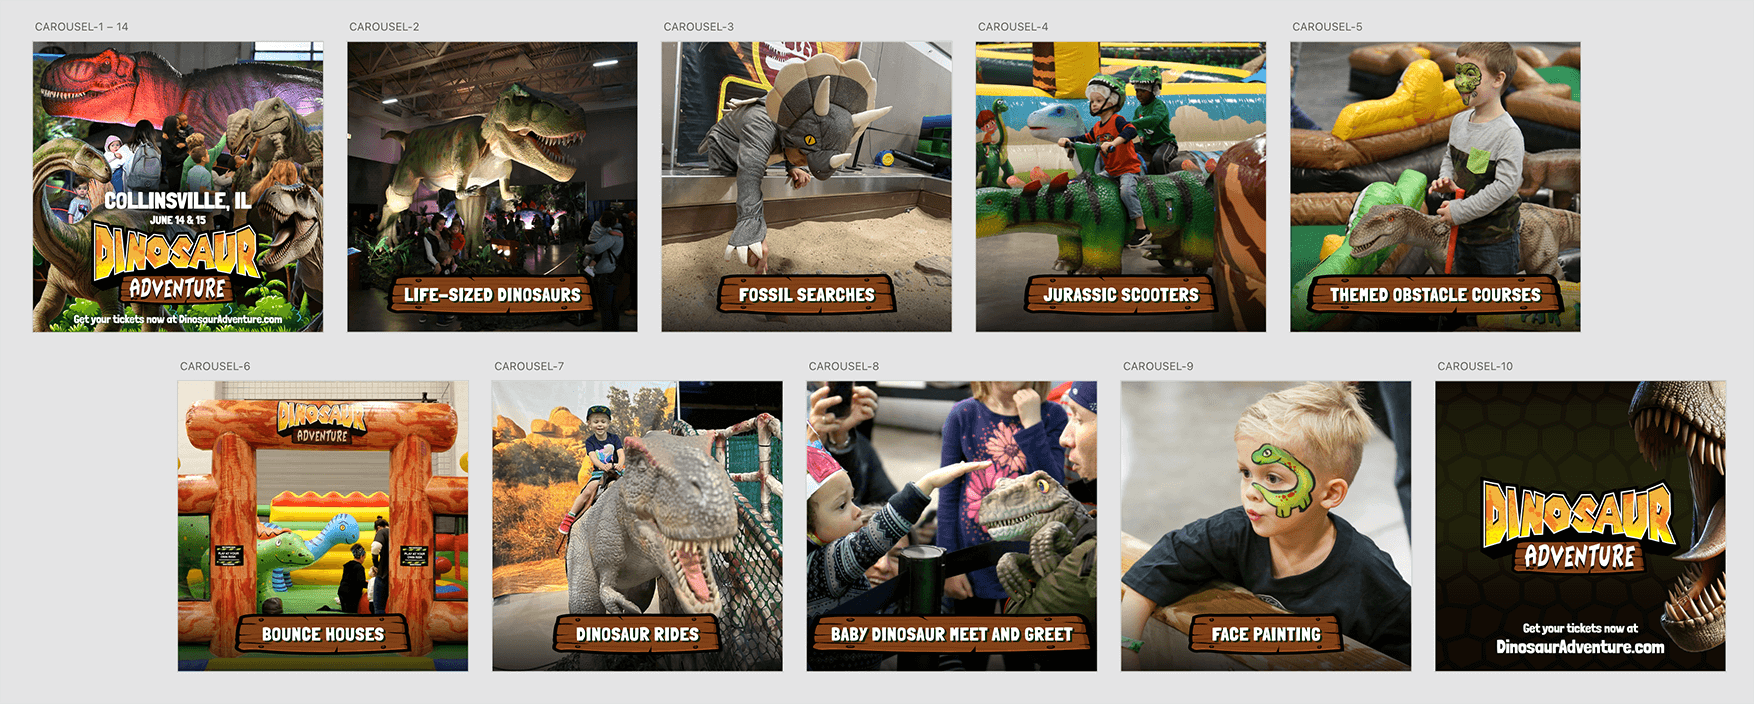 CAROUSEL-1 – 14
CAROUSEL-2
CAROUSEL-3
CAROUSEL-4
CAROUSEL-5
COLLINSVILLE, IL
JUNE 14 & 15
DINOSAUR
ADVENTURE
Get your tickets now at DinosaurAdventure.com
LIFE-SIZED DINOSAURS
FOSSIL SEARCHES
JURASSIC SCOOTERS
THEMED OBSTACLE COURSES
CAROUSEL-6
CAROUSEL-7
CAROUSEL-8
CAROUSEL-9
CAROUSEL-10
DINOSAUR
ADVENTURE
BOUNCE HOUSES
DINOSAUR RIDES
BABY DINOSAUR MEET AND GREET
FACE PAINTING
DINOSAUR
ADVENTURE
Get your tickets now at
DinosaurAdventure.com